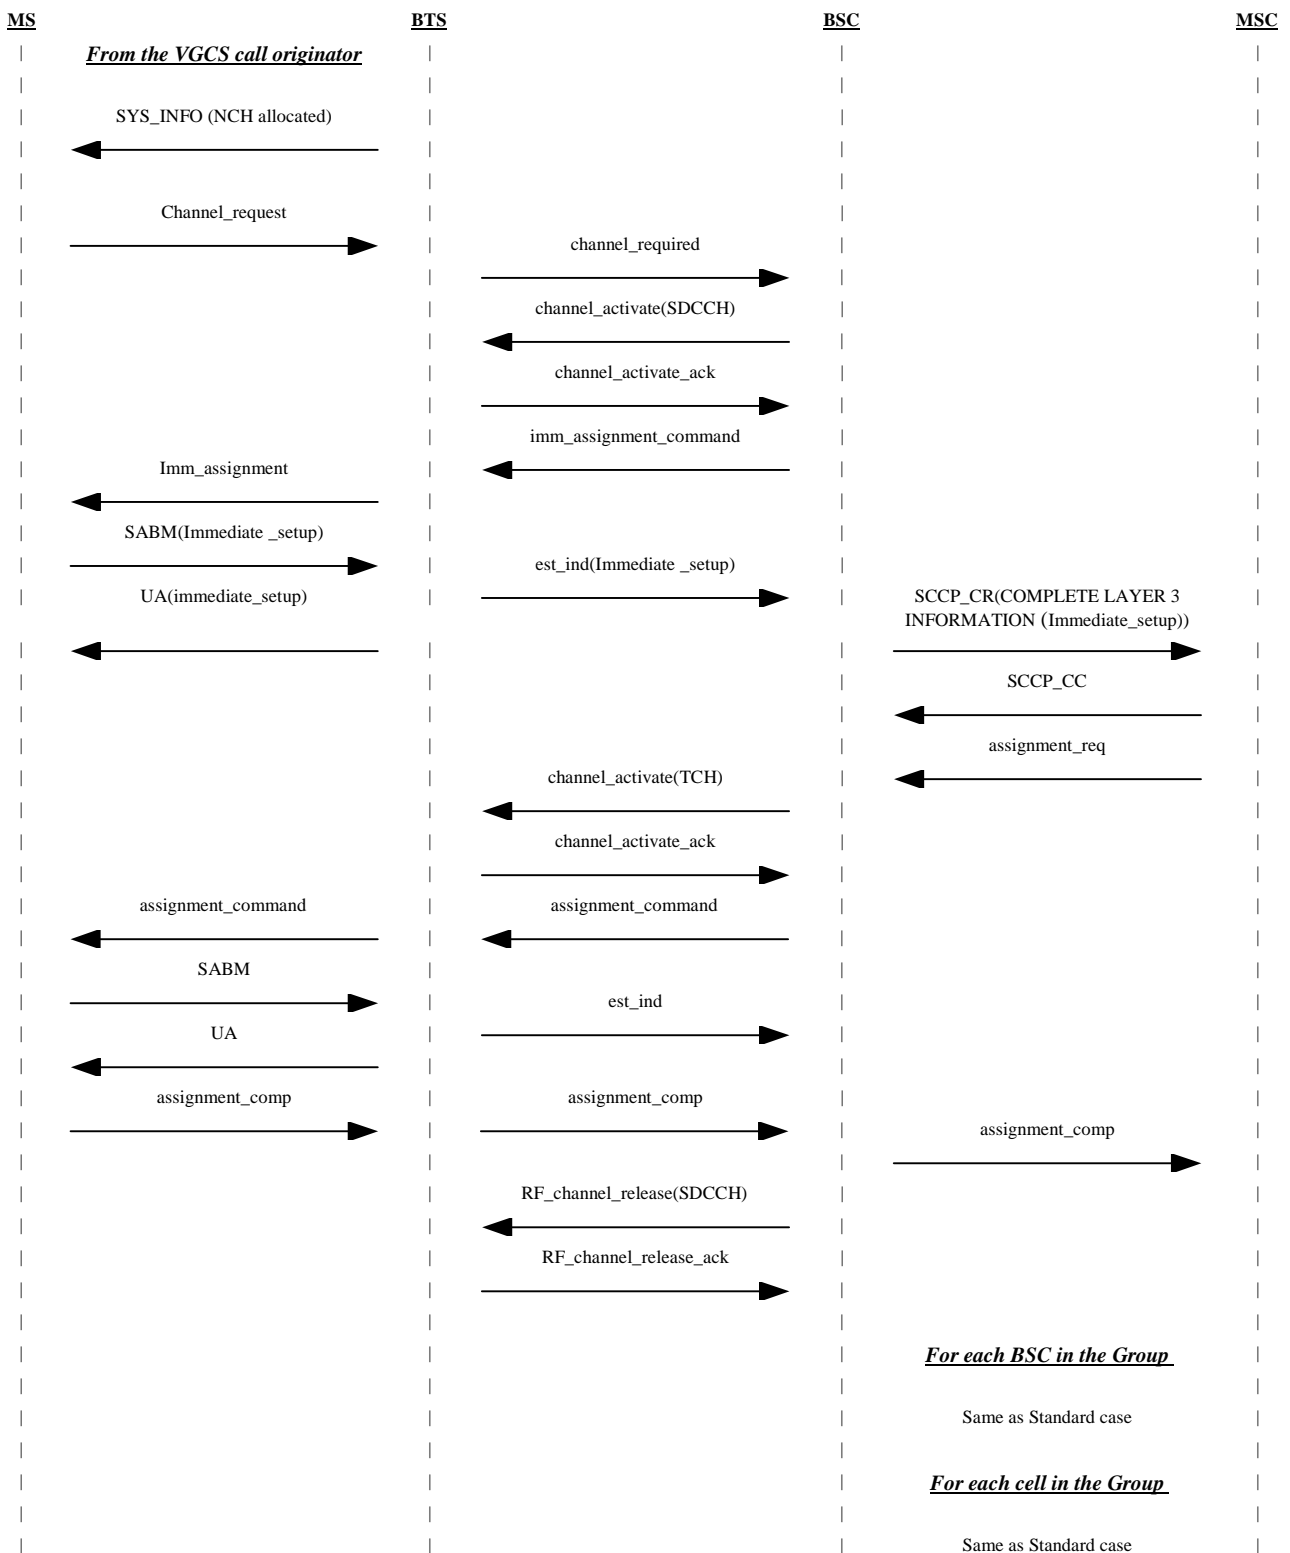 MS BTS BSC MSC
From the VGCS call originator
SYS_INFO (NCH allocated)
Channel_request
channel_required
channel_activate(SDCCH)
channel_activate_ack
imm_assignment_command
Imm_assignment
SABM(Immediate _setup)
est_ind(Immediate _setup)
UA(immediate_setup)
SCCP_CR(COMPLETE LAYER 3
INFORMATION (Immediate_setup))
SCCP_CC
assignment_req
channel_activate(TCH)
channel_activate_ack
assignment_command assignment_command
SABM
est_ind
UA
assignment_comp assignment_comp
assignment_comp
RF_channel_release(SDCCH)
RF_channel_release_ack
For each BSC in the Group
Same as Standard case
For each cell in the Group
Same as Standard case